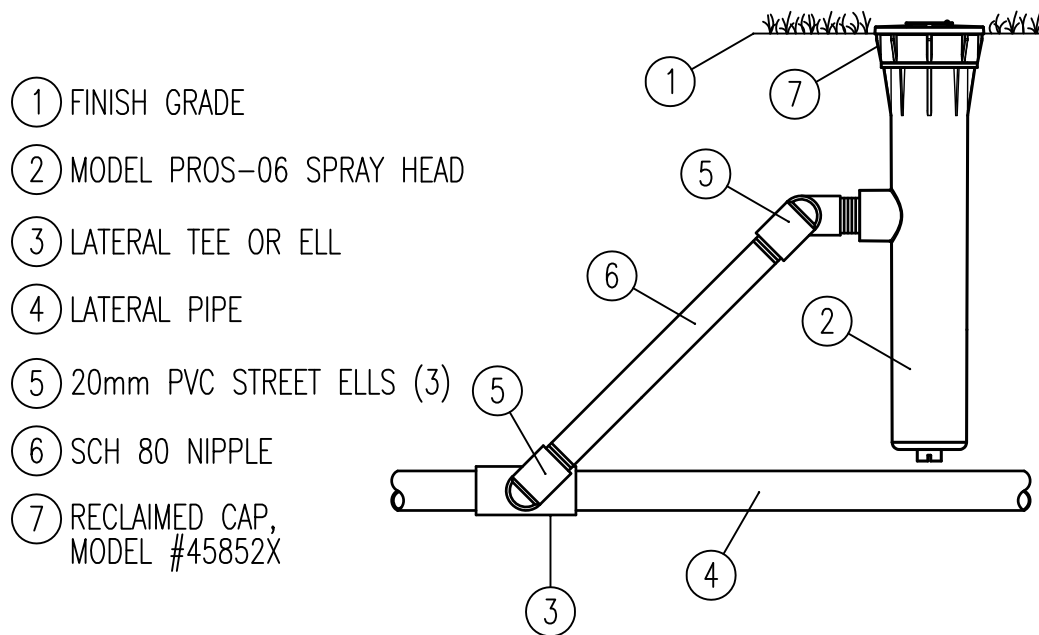 1 FINISH GRADE
2 MODEL PROS-06 SPRAY HEAD
3 LATERAL TEE OR ELL
4 LATERAL PIPE
5 20mm PVC STREET ELLS (3)
6 SCH 80 NIPPLE
7 RECLAIMED CAP,
MODEL #45852X
1
7
5
6
2
5
4
3